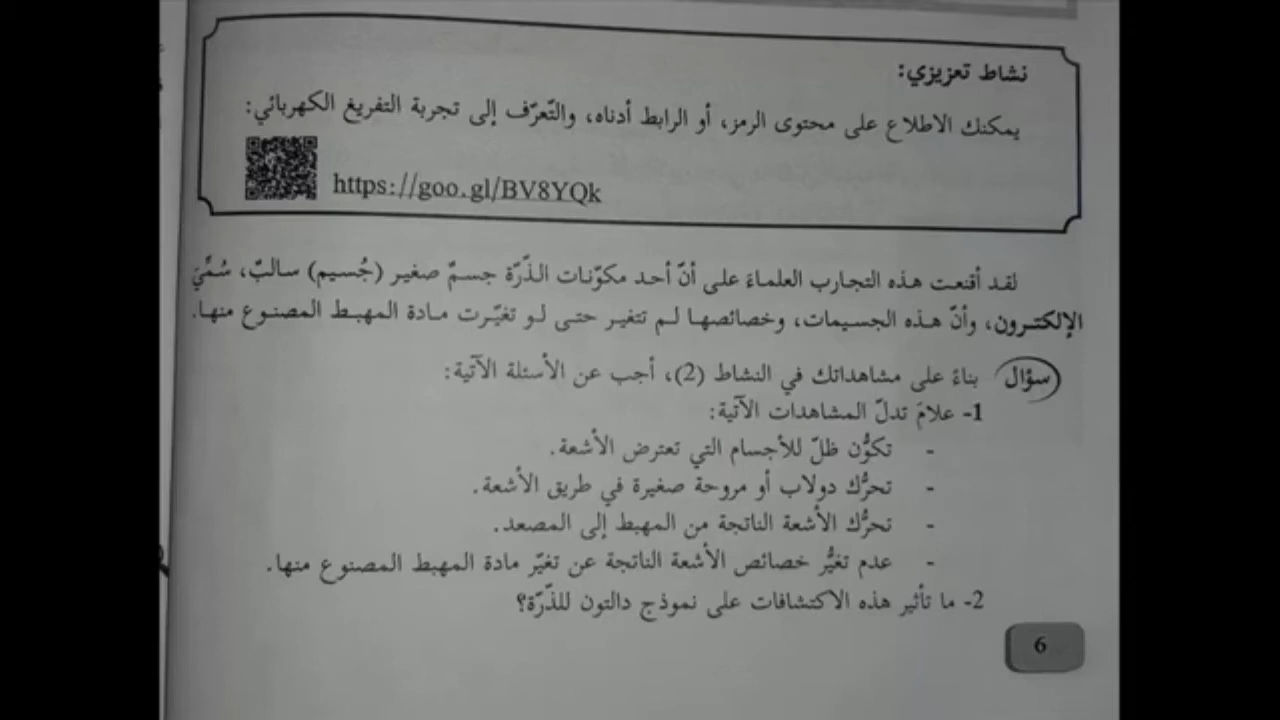 نشاط تعزيزي:
يمكنك الاطلاع على محتوى الرمز، أو الرابط أدناه، والتّعرّف إلى تجربة التفريغ الكهربائي:
https://goo.gl/BV8YQk
لقد أقنعت هذه التجارب العلماءَ على أنّ أحد مكوّنات الذّرّة جسمٌ صغير (جُسيم) سالبٌ، سُمِّيَ
الإلكترون، وأنّ هذه الجسيمات، وخصائصها لم تتغير حتى لو تغيّرت مادة المهبط المصنوع منها.
سؤال بناءً على مشاهداتك في النشاط (2)، أجب عن الأسئلة الآتية:
1- علامَ تدلّ المشاهدات الآتية:
- تكوُّن ظلّ للأجسام التي تعترض الأشعة.
- تحرُّك دولاب أو مروحة صغيرة في طريق الأشعة.
- تحرُّك الأشعة الناتجة من المهبط إلى المصعد.
- عدم تغيُّر خصائص الأشعة الناتجة عن تغيّر مادة المهبط المصنوع منها.
2- ما تأثير هذه الاكتشافات على نموذج دالتون للذّرّة؟
6